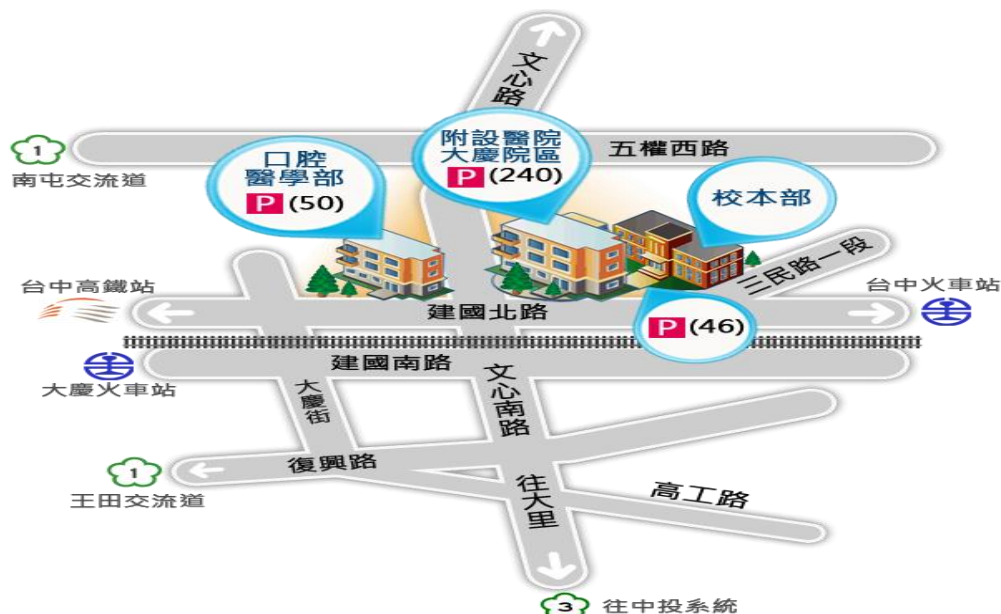 文心路
1
南屯交流道
五權西路
口腔
醫學部
P (50)
附設醫院
大慶院區
P (240)
校本部
三民路一段
台中高鐵站
台中火車站
建國北路
P (46)
建國南路
大慶火車站
大慶街
文心南路
1
王田交流道
復興路
往大里
高工路
3 往中投系統